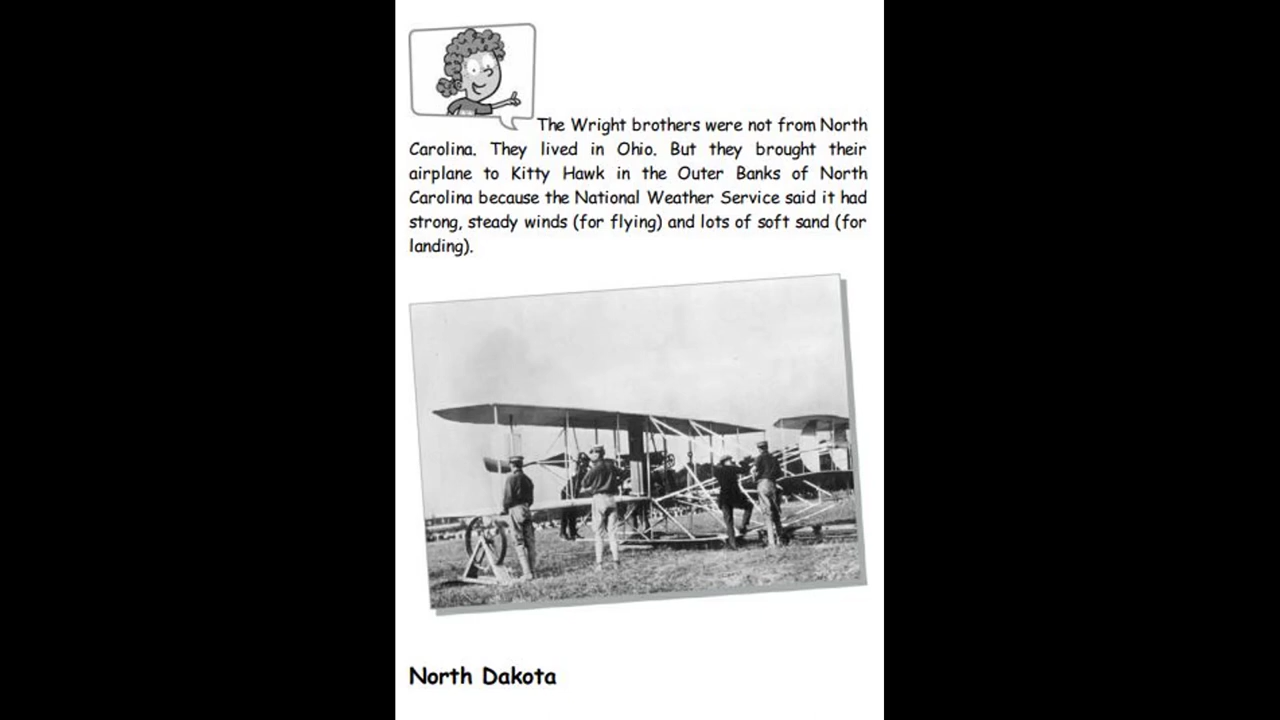 The Wright brothers were not from North
Carolina. They lived in Ohio. But they brought their
airplane to Kitty Hawk in the Outer Banks of North
Carolina because the National Weather Service said it had
strong, steady winds (for flying) and lots of soft sand (for
landing).
North Dakota